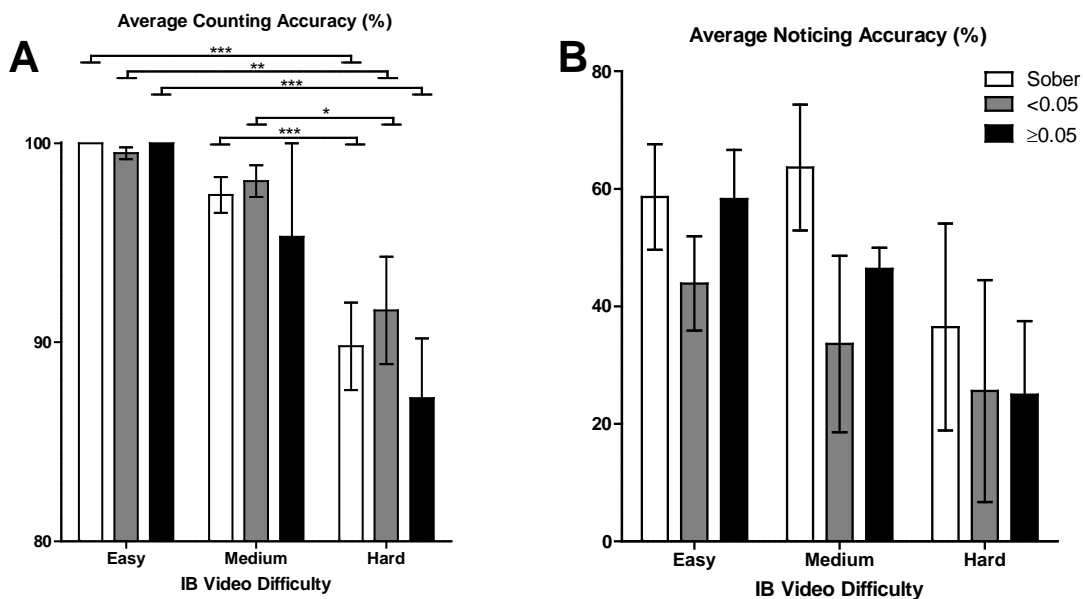 A
Average Counting Accuracy (%)
***
**
***
*
***
100
90
80
Easy Medium Hard
IB Video Difficulty
B
Average Noticing Accuracy (%)
80
60
40
20
0
Sober
<0.05
≥0.05
Easy Medium Hard
IB Video Difficulty